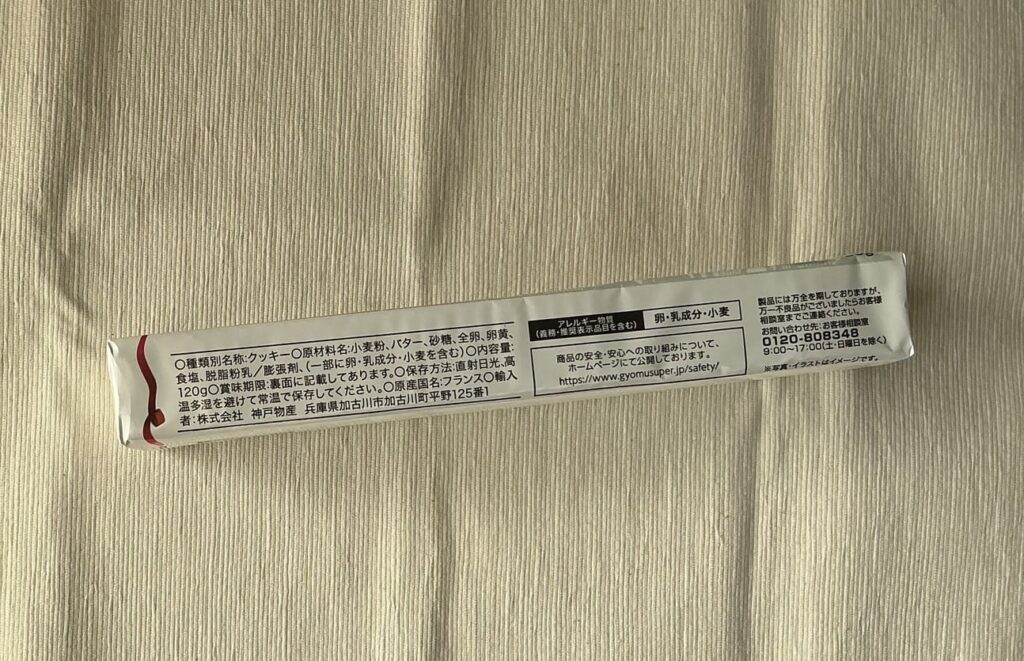 ○種類別名称:クッキー○原材料名:小麦粉、バター、砂糖、全卵、卵黄、
食塩、脱脂粉乳／膨張剤、(一部に卵・乳成分・小麦を含む)○内容量:
120g○賞味期限:裏面に記載してあります。○保存方法:直射日光、高
温多湿を避けて常温で保存してください。○原産国名:フランス○輸入
者:株式会社 神戸物産 兵庫県加古川市加古川町平野125番1
アレルギー物質
(義務・推奨表示品目を含む)
卵・乳成分・小麦
商品の安全・安心への取り組みについて、
ホームページにて公開しております。
https://www.gyomusuper.jp/safety/
製品には万全を期しておりますが、
万一不良品がございましたらお客様
相談室までご連絡ください。
お問い合わせ先:お客様相談室
0120-808348
9:00〜17:00(土・日曜日を除く)
※写真・イラストはイメージです。